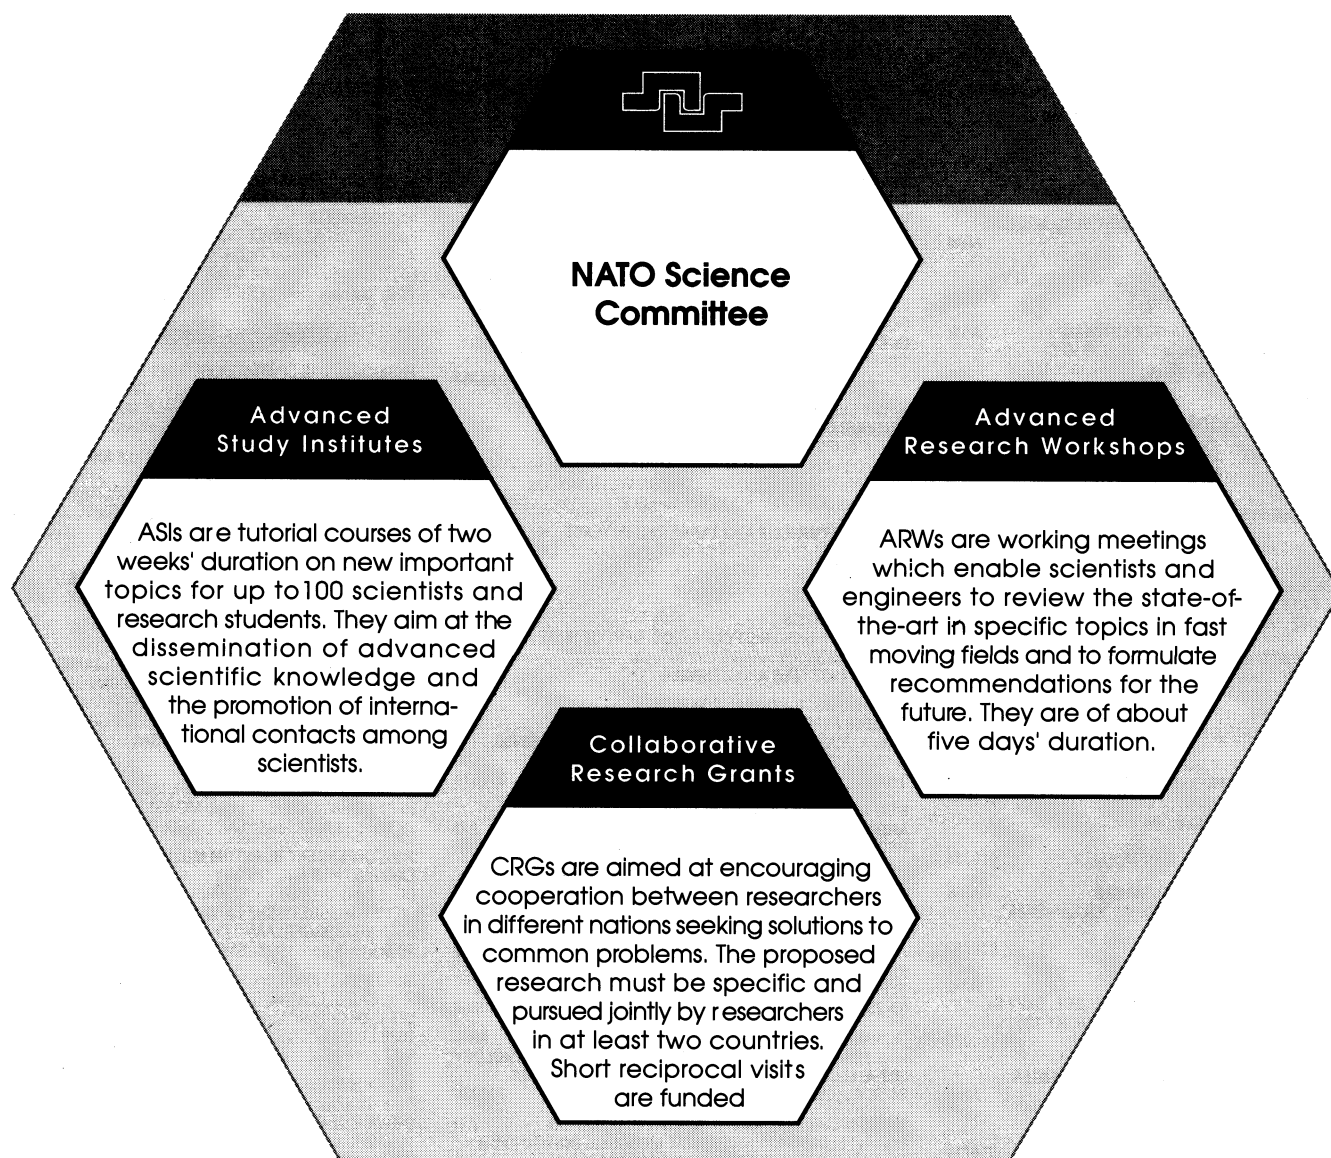 NATO Science
Committee
Advanced
Study Institutes
ASIs are tutorial courses of two
weeks' duration on new important
topics for up to 100 scientists and
research students. They aim at the
dissemination of advanced
scientific knowledge and
the promotion of interna-
tional contacts among
scientists.
Advanced
Research Workshops
ARWs are working meetings
which enable scientists and
engineers to review the state-of-
the-art in specific topics in fast
moving fields and to formulate
recommendations for the
future. They are of about
five days' duration.
Collaborative
Research Grants
CRGs are aimed at encouraging
cooperation between researchers
in different nations seeking solutions to
common problems. The proposed
research must be specific and
pursued jointly by researchers
in at least two countries.
Short reciprocal visits
are funded